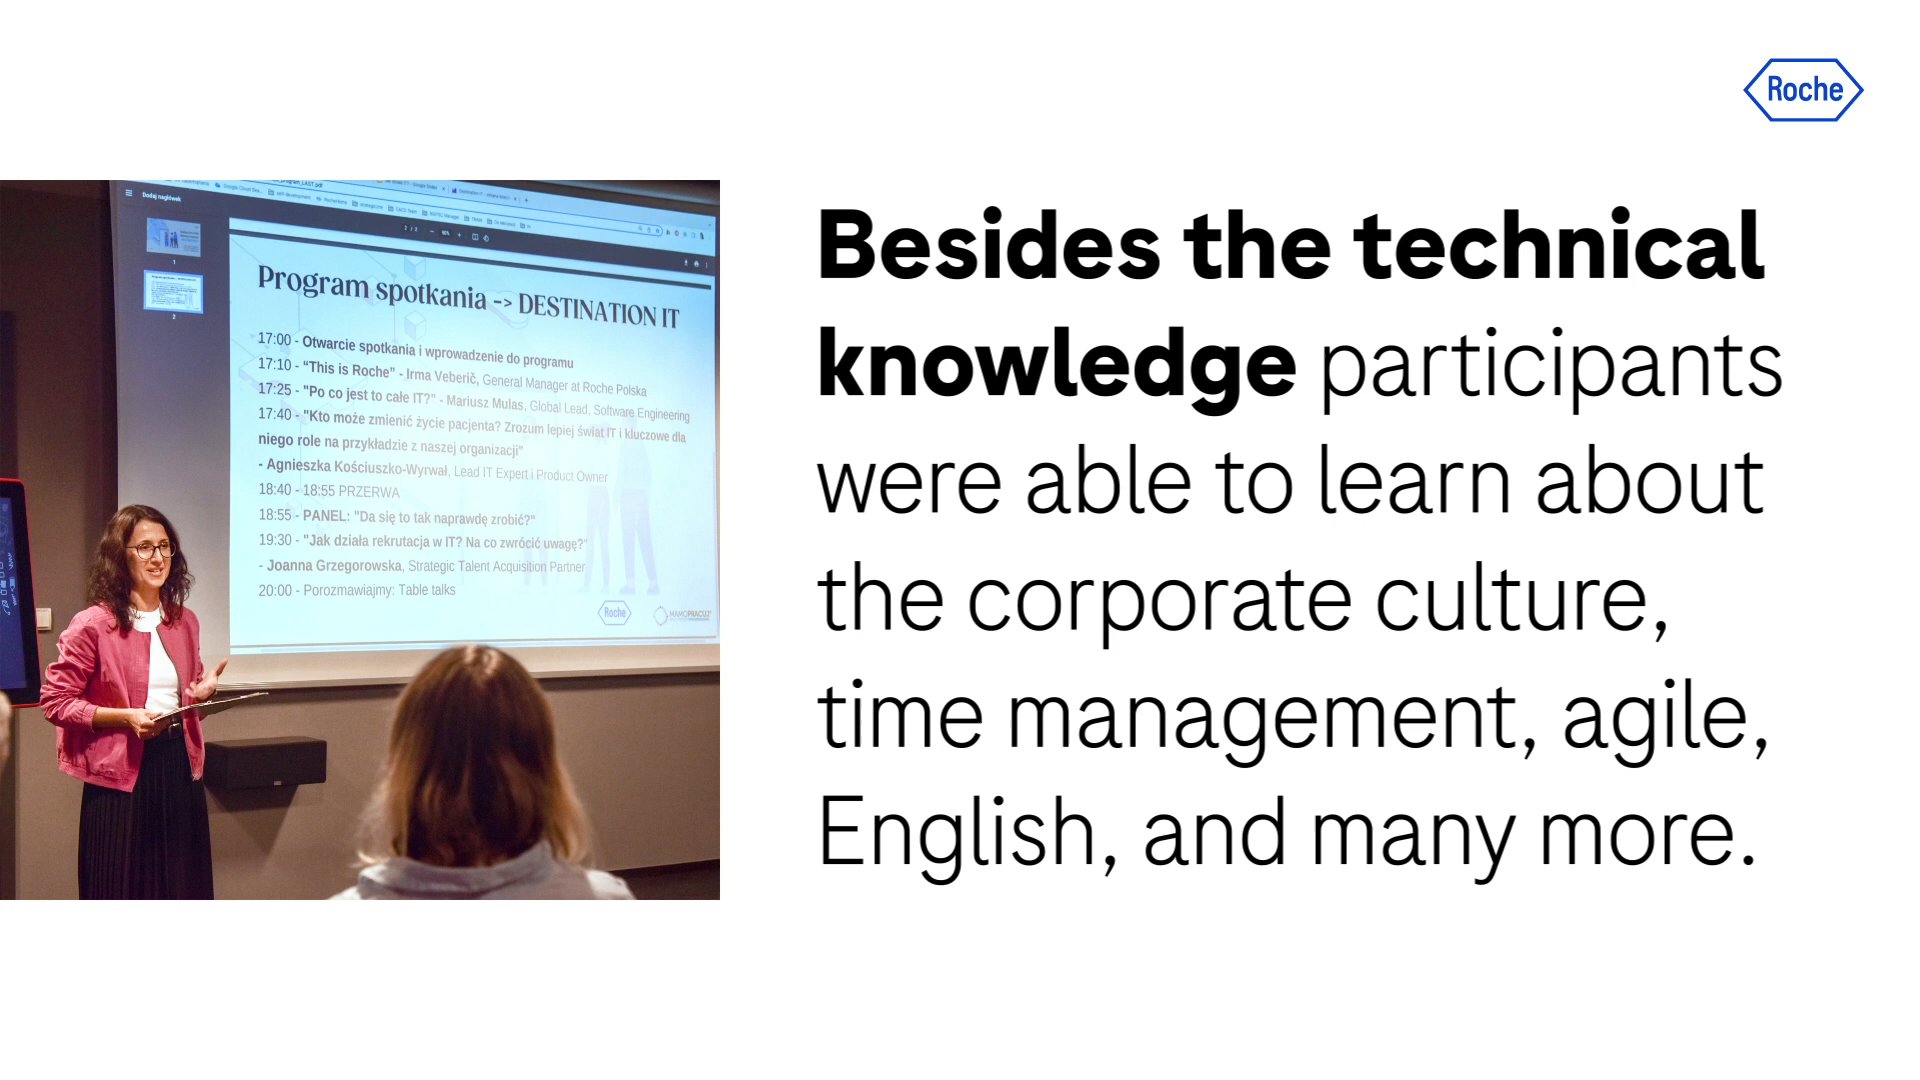 Roche
Dodaj nagłówek
2 / 2
Program spotkania -> DESTINATION IT
17:00 - Otwarcie spotkania i wprowadzenie do programu
17:10 - “This is Roche” - Irma Veberič, General Manager at Roche Polska
17:25 - "Po co jest to całe IT?" - Mariusz Mulas, Global Lead, Software Engineering
17:40 - "Kto może zmienić życie pacjenta? Zrozum lepiej świat IT i kluczowe dla
niego role na przykładzie z naszej organizacji"
- Agnieszka Kościuszko-Wyrwał, Lead IT Expert i Product Owner
18:40 - 18:55 PRZERWA
18:55 - PANEL: "Da się to tak naprawdę zrobić?"
19:30 - "Jak działa rekrutacja w IT? Na co zwrócić uwagę?"
- Joanna Grzegorowska, Strategic Talent Acquisition Partner
20:00 - Porozmawiajmy: Table talks
Roche
MAMOPRACUJ
Besides the technical
knowledge participants
were able to learn about
the corporate culture,
time management, agile,
English, and many more.